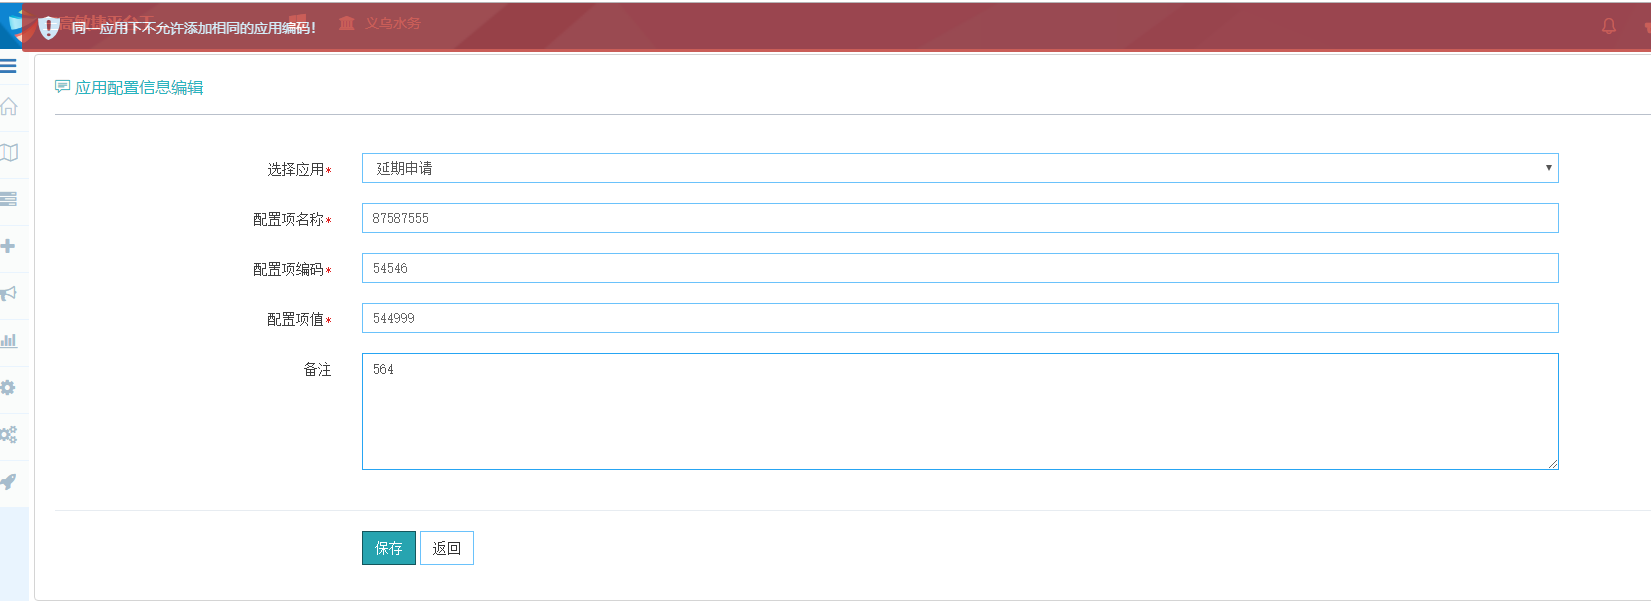 同一应用下不允许添加相同的应用编码!
义乌水务
应用配置信息编辑
选择应用* 延期申请
配置项名称* 87587555
配置项编码* 54546
配置项值* 544999
备注 564
保存 返回